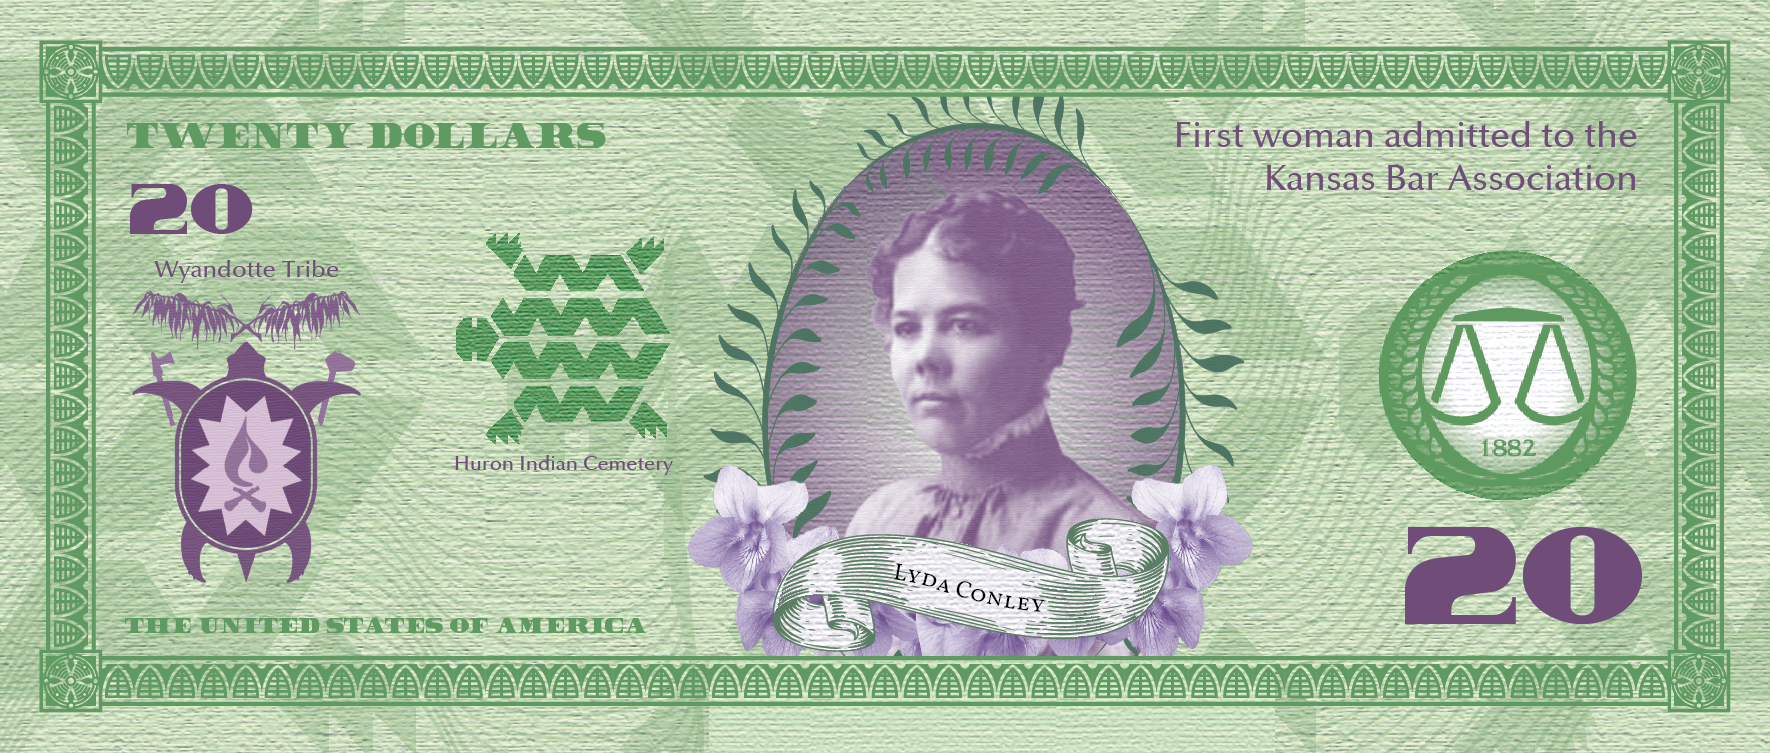 TWENTY DOLLARS
20
Wyandotte Tribe
Huron Indian Cemetery
THE UNITED STATES OF AMERICA
LYDA CONLEY
First woman admitted to the
Kansas Bar Association
1882
20